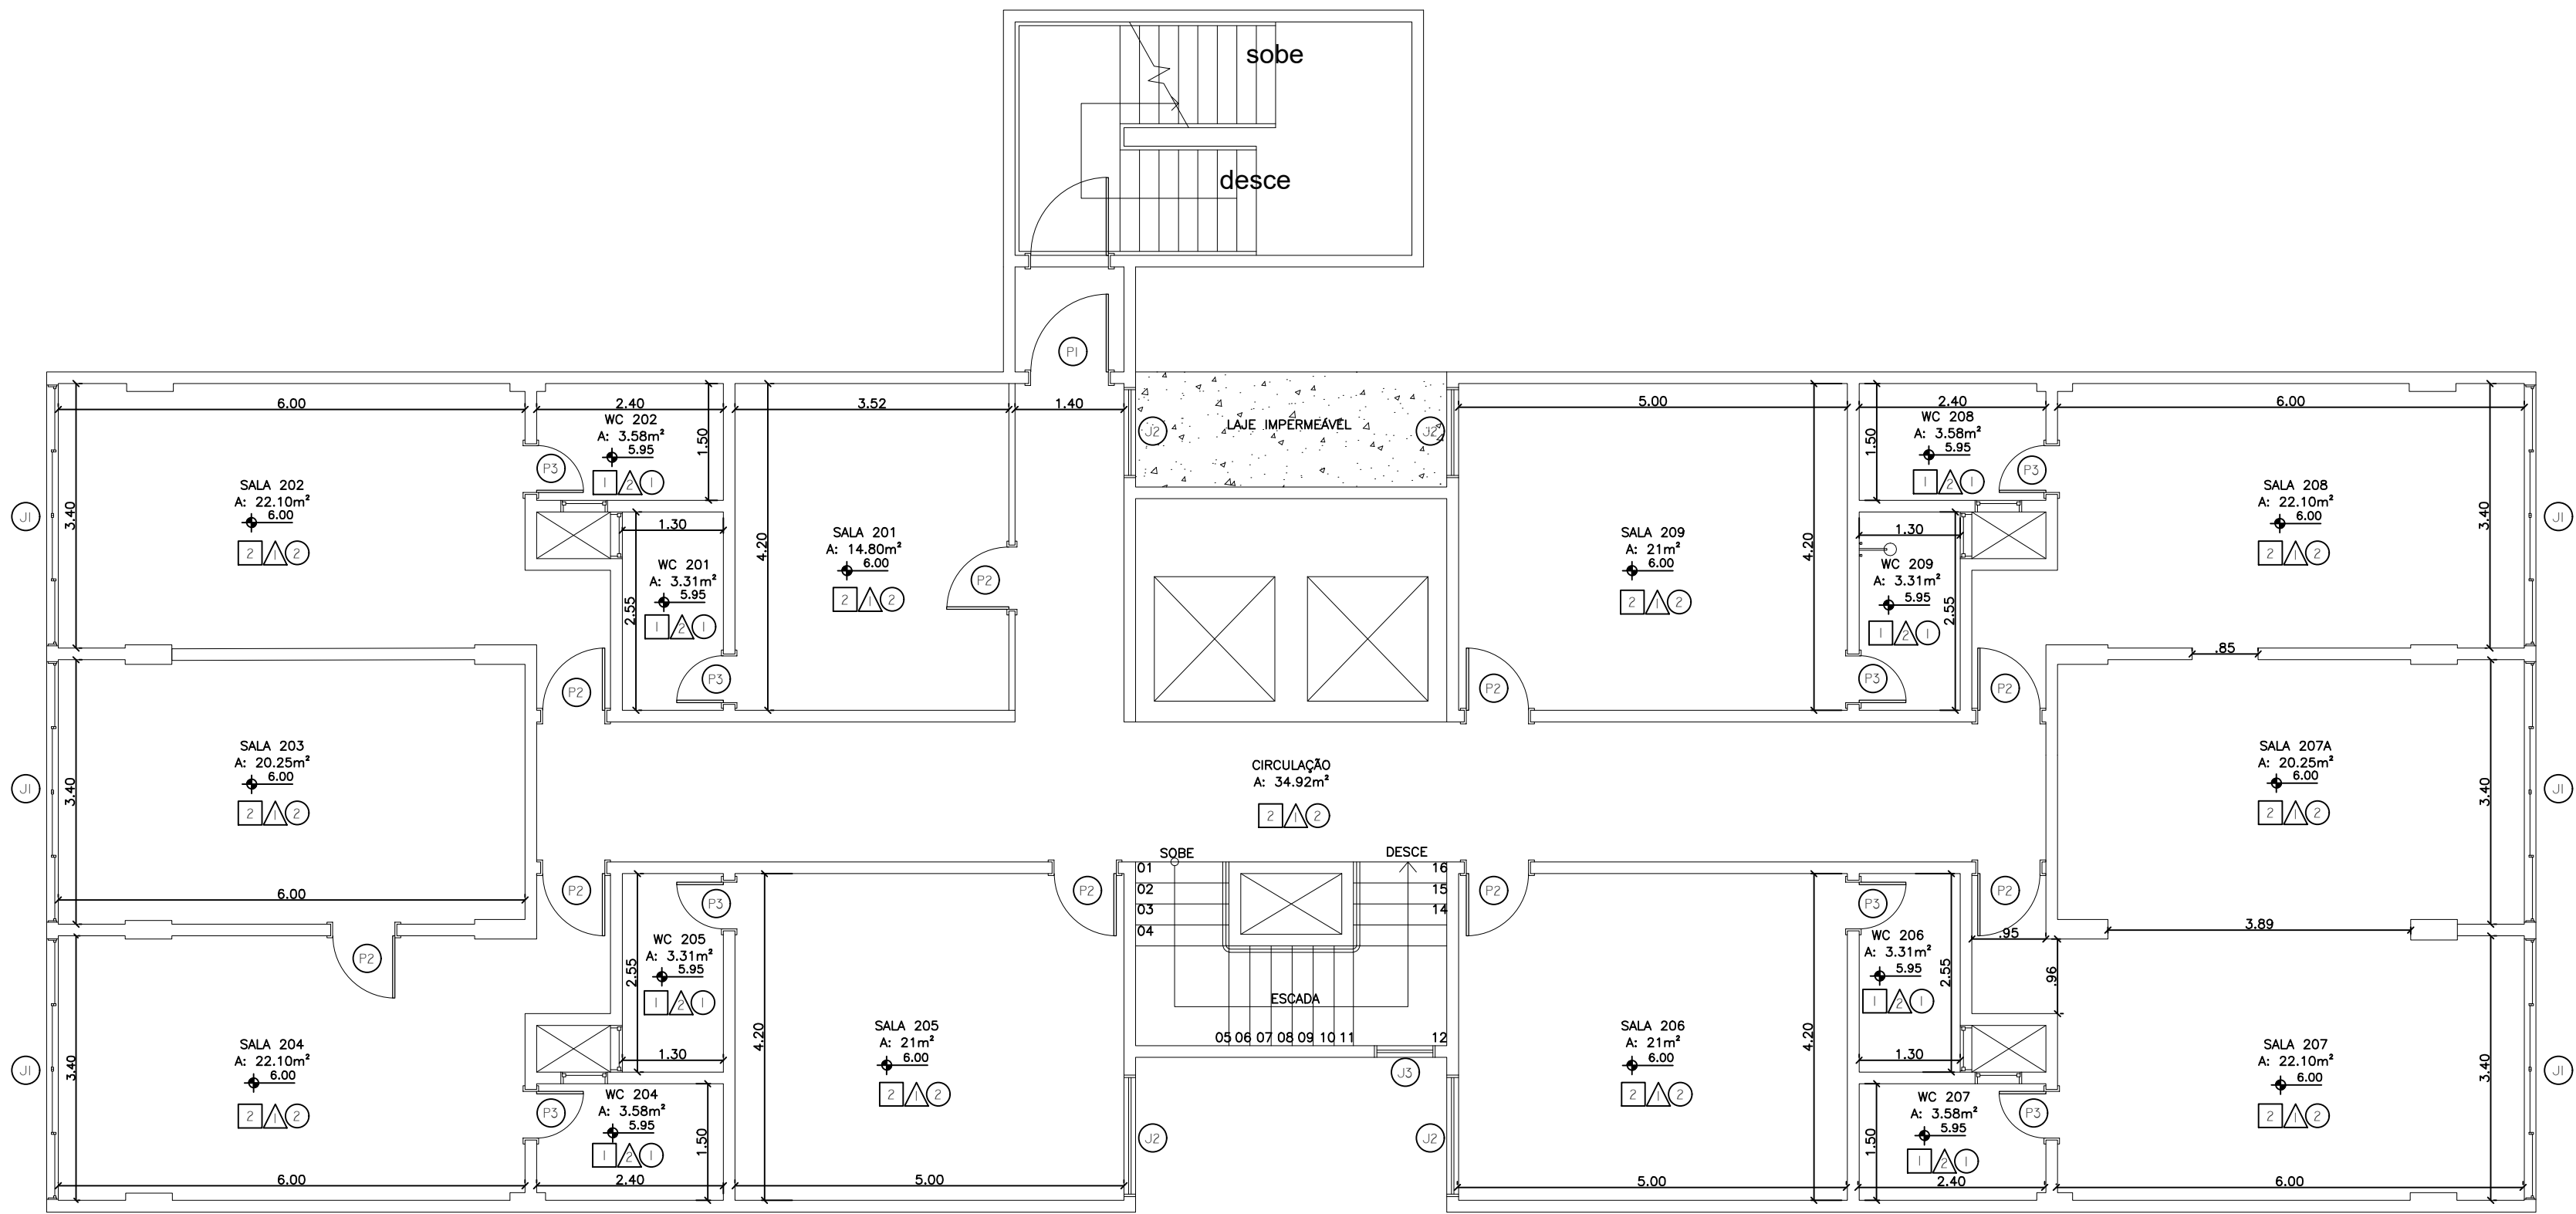 sobe
desce
P1
6.00
2.40
3.52
1.40
5.00
2.40
6.00
WC 202
A: 3.58m²
5.95
1 2 1
1.50
P3
J2
LAJE IMPERMEÁVEL
J2
1.50
WC 208
A: 3.58m²
5.95
1 2 1
P3
J1
3.40
SALA 202
A: 22.10m²
6.00
2 1 2
1.30
WC 201
A: 3.31m²
5.95
1 2 1
2.55
P3
4.20
SALA 201
A: 14.80m²
6.00
2 1 2
P2
SALA 209
A: 21m²
6.00
2 1 2
4.20
1.30
WC 209
A: 3.31m²
5.95
1 2 1
2.55
P3
SALA 208
A: 22.10m²
6.00
2 1 2
3.40
J1
P2
P2
P2
.85
J1
3.40
SALA 203
A: 20.25m²
6.00
2 1 2
6.00
CIRCULAÇÃO
A: 34.92m²
2 1 2
SALA 207A
A: 20.25m²
6.00
2 1 2
3.40
J1
P2
P2
P2
P2
SOBE
DESCE
01
02
03
04
16
15
14
ESCADA
05 06 07 08 09 10 11
12
J3
P2
P3
P3
.95
3.89
.96
J1
3.40
SALA 204
A: 22.10m²
6.00
2 1 2
6.00
WC 205
A: 3.31m²
5.95
1 2 1
2.55
1.30
P3
WC 204
A: 3.58m²
5.95
1 2 1
1.50
2.40
4.20
SALA 205
A: 21m²
6.00
2 1 2
5.00
J2
J2
SALA 206
A: 21m²
6.00
2 1 2
4.20
5.00
WC 206
A: 3.31m²
5.95
1 2 1
2.55
1.30
WC 207
A: 3.58m²
5.95
1 2 1
1.50
2.40
P3
SALA 207
A: 22.10m²
6.00
2 1 2
3.40
6.00
J1